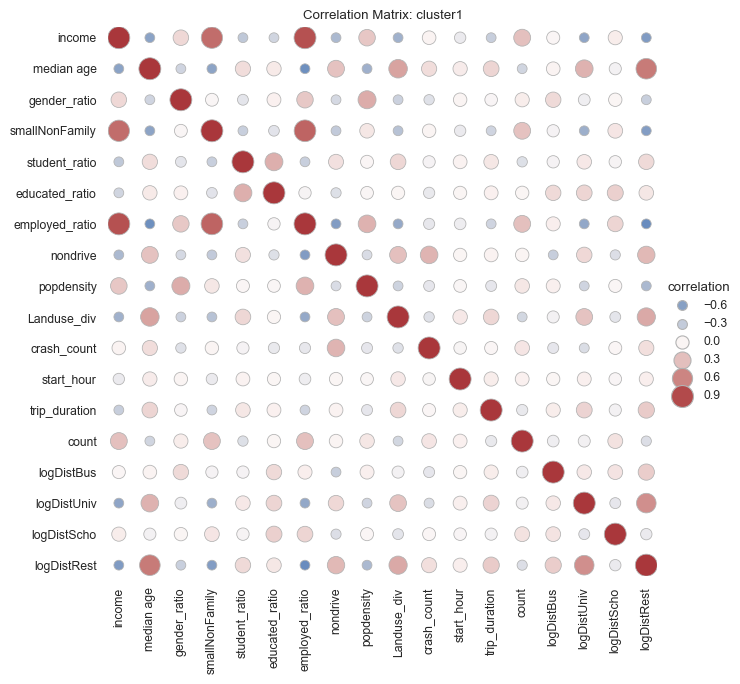 Correlation Matrix: cluster1
income
median age
gender_ratio
smallNonFamily
student_ratio
educated_ratio
employed_ratio
nondrive
popdensity
Landuse_div
crash_count
start_hour
trip_duration
count
logDistBus
logDistUniv
logDistScho
logDistRest
correlation
−0.6
−0.3
0.0
0.3
0.6
0.9
income
median age
gender_ratio
smallNonFamily
student_ratio
educated_ratio
employed_ratio
nondrive
popdensity
Landuse_div
crash_count
start_hour
trip_duration
count
logDistBus
logDistUniv
logDistScho
logDistRest